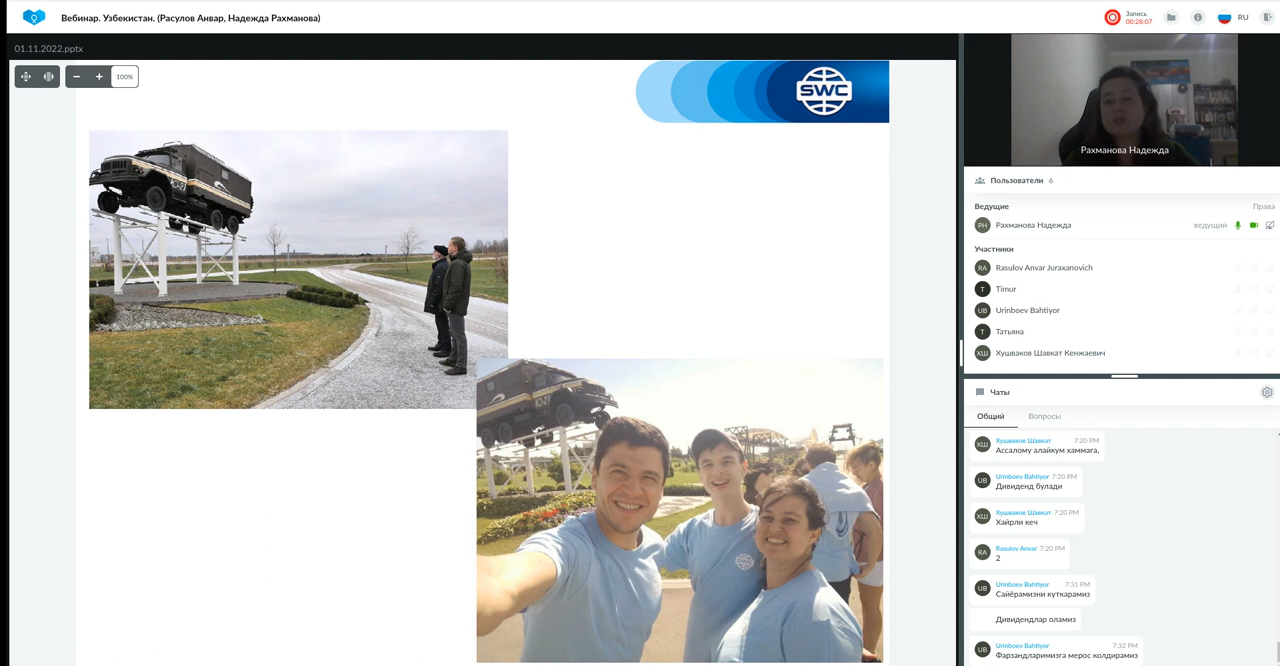 Вебинар. Узбекистан. (Расулов Анвар, Надежда Рахманова)
Запись
00:28:07
RU
01.11.2022.pptx
100%
SWC
Ю-21
Ю-21
Рахманова Надежда
Пользователи 6
Ведущие Права
РН Рахманова Надежда ведущий
Участники
RA Rasulov Anvar Juraxanovich
T Timur
UB Urinboev Bahtiyor
Т Татьяна
ХШ Хушваков Шавкат Кенжаевич
Чаты
Общий Вопросы
ХШ Хушваков Шавкат 7:20 PM
Ассалому алайкум хаммага,
UB Urinboev Bahtiyor 7:20 PM
Дивиденд булади
ХШ Хушваков Шавкат 7:20 PM
Хайрли кеч
RA Rasulov Anvar 7:20 PM
2
UB Urinboev Bahtiyor 7:31 PM
Сайёрамизни куткарамиз
Дивидендлар оламиз
UB Urinboev Bahtiyor 7:32 PM
Фарзандларимизга мерос колдирамиз